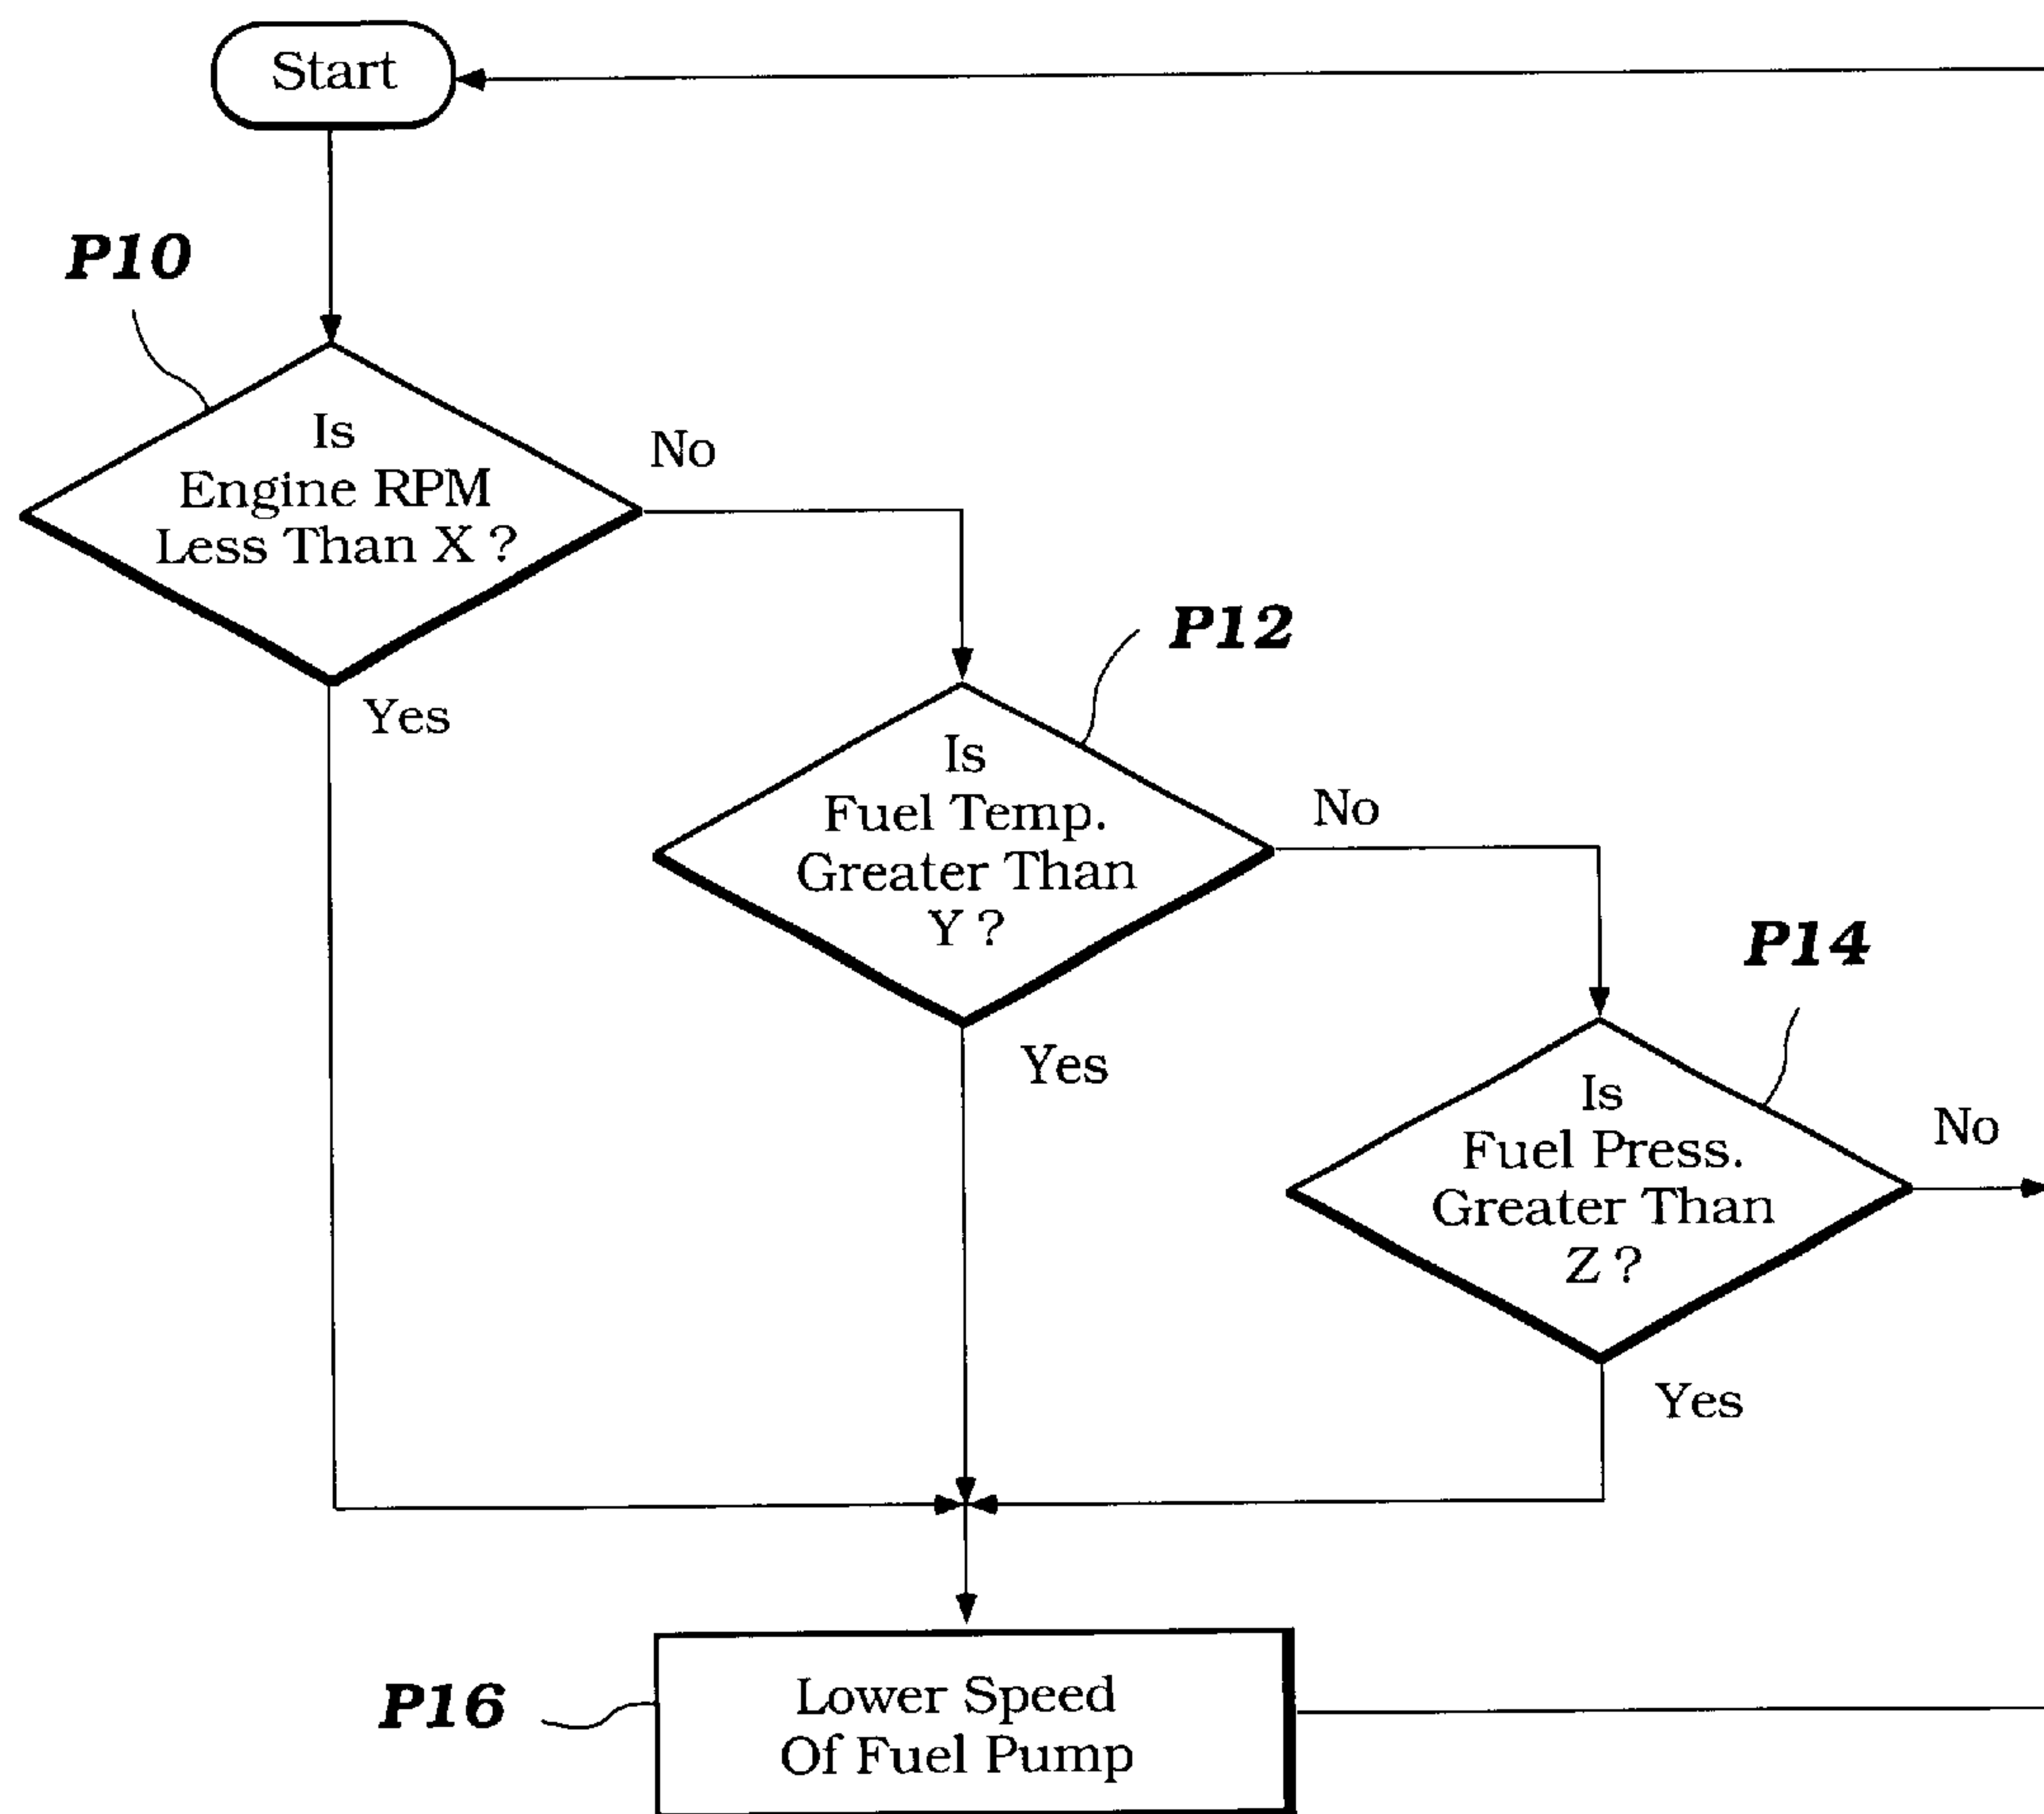 Start
P10
Is
Engine RPM
Less Than X ?
No
Yes
P12
Is
Fuel Temp.
Greater Than
Y ?
No
Yes
P14
Is
Fuel Press.
Greater Than
Z ?
No
Yes
P16
Lower Speed
Of Fuel Pump